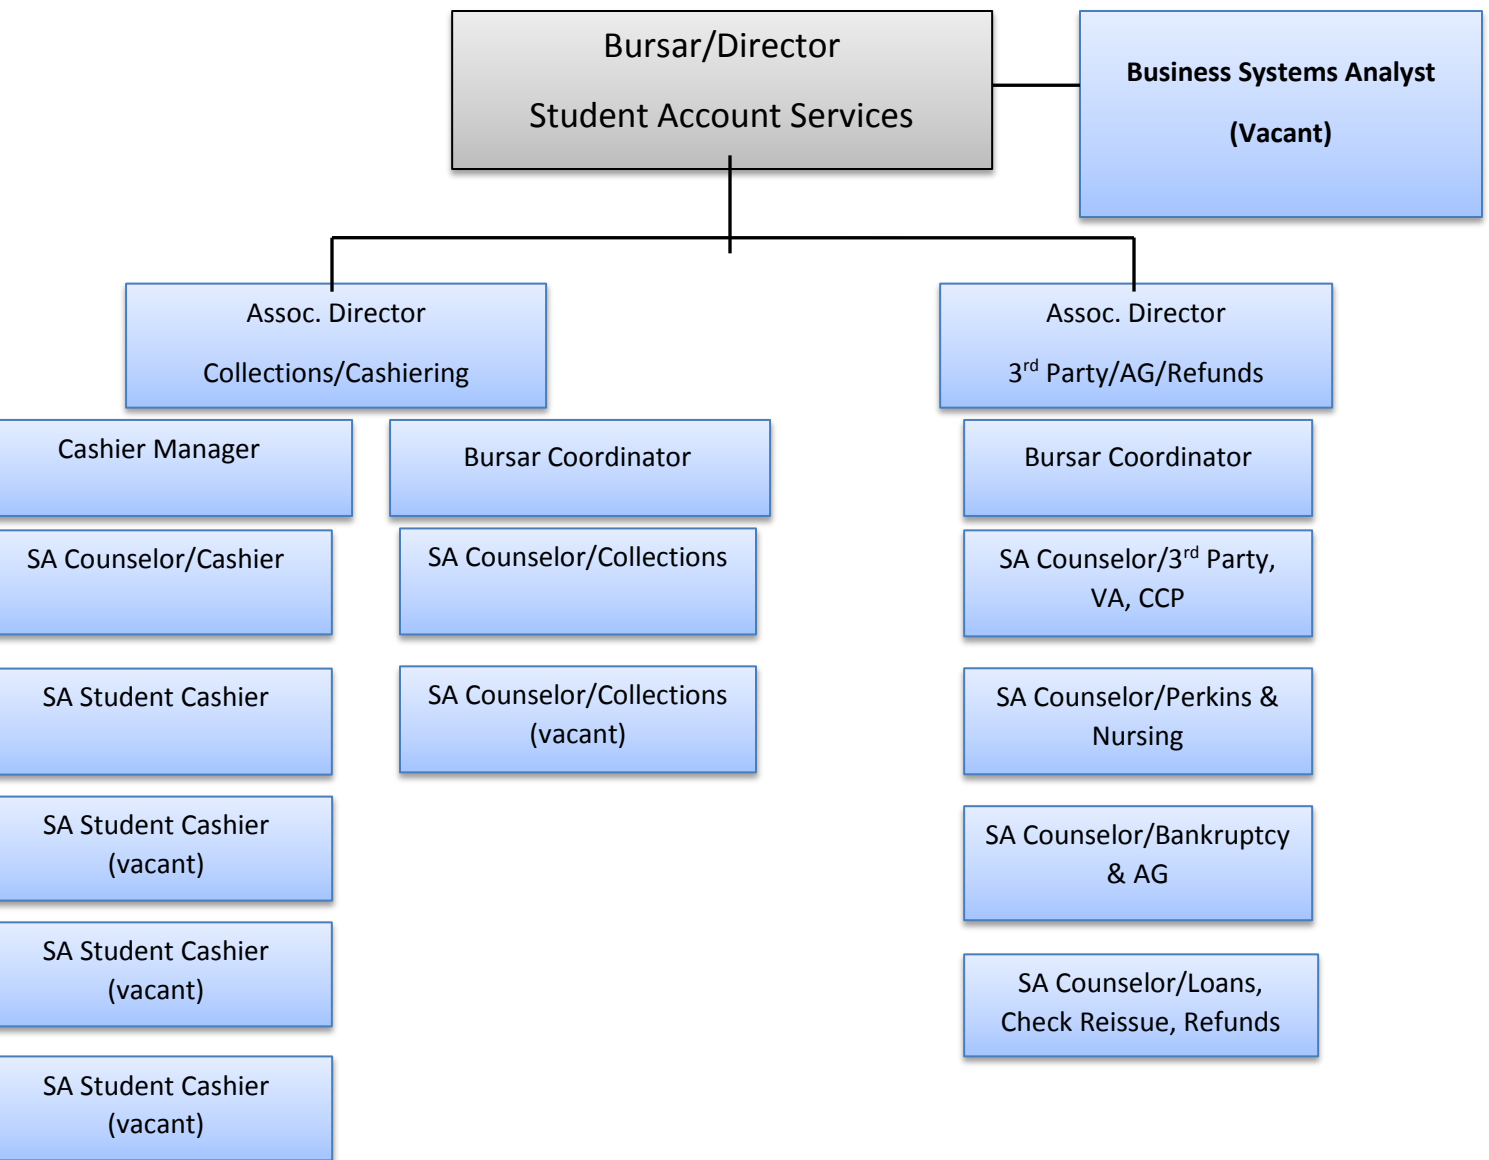 Bursar/Director
Student Account Services
Business Systems Analyst
(Vacant)
Assoc. Director
Collections/Cashiering
Assoc. Director
3rd Party/AG/Refunds
Cashier Manager
Bursar Coordinator
Bursar Coordinator
SA Counselor/Cashier
SA Counselor/Collections
SA Counselor/3rd Party,
VA, CCP
SA Student Cashier
SA Counselor/Collections
(vacant)
SA Counselor/Perkins &
Nursing
SA Student Cashier
(vacant)
SA Counselor/Bankruptcy
& AG
SA Student Cashier
(vacant)
SA Counselor/Loans,
Check Reissue, Refunds
SA Student Cashier
(vacant)